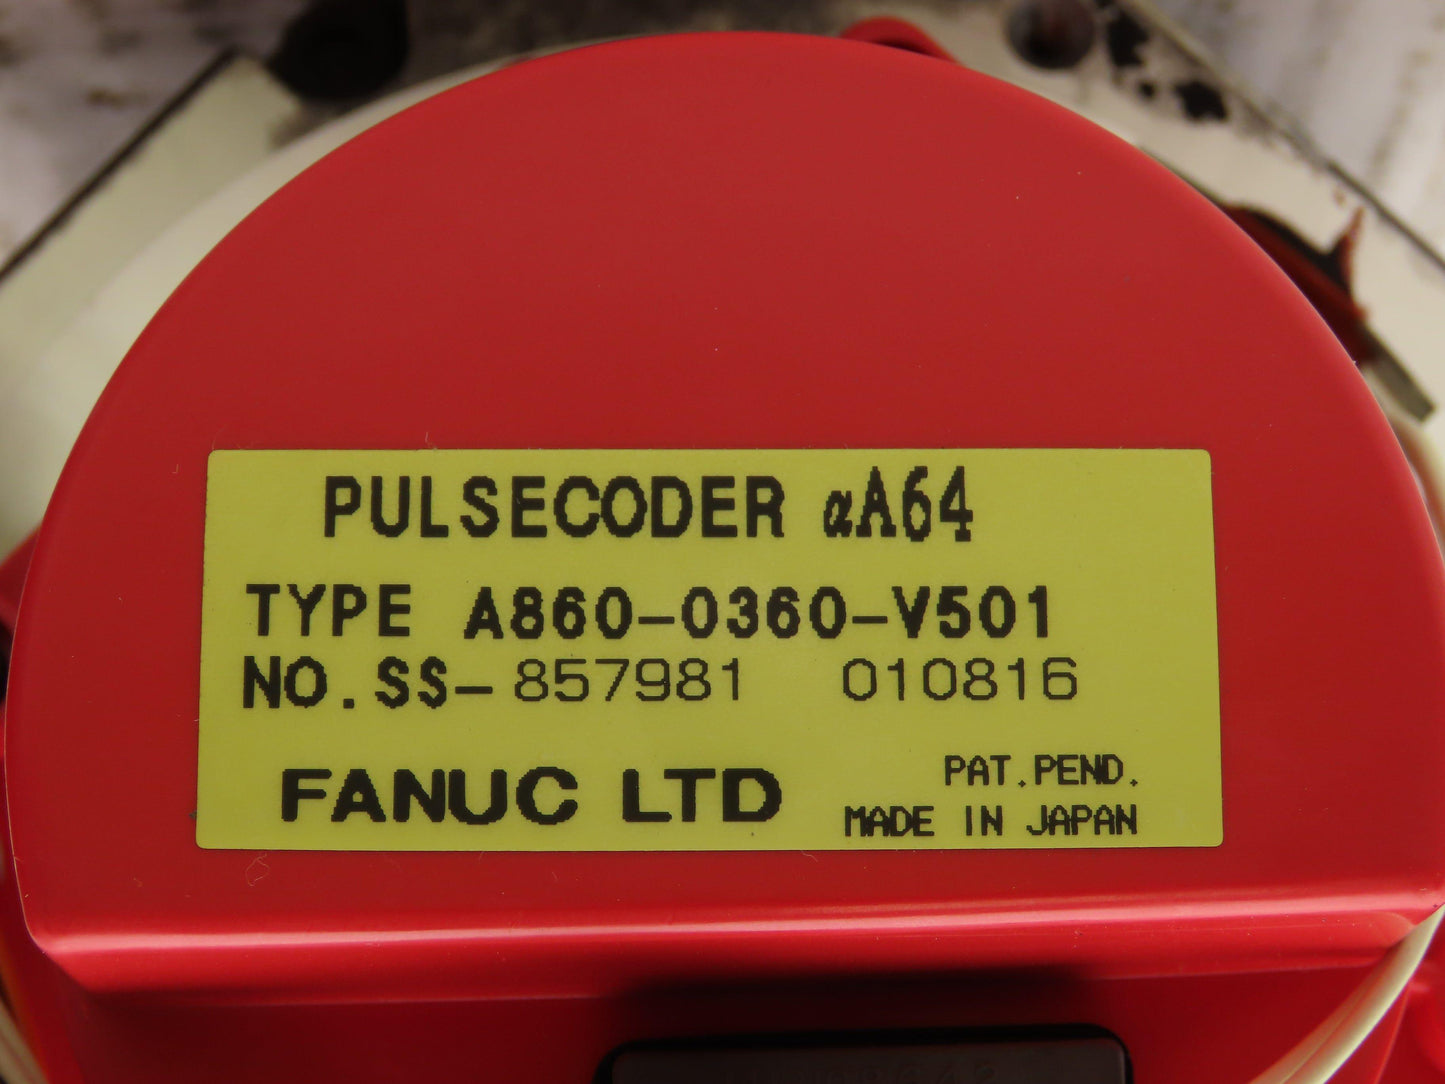 PULSECODER αA64
TYPE A860-0360-V501
NO. SS-857981 010816
FANUC LTD
PAT. PEND.
MADE IN JAPAN